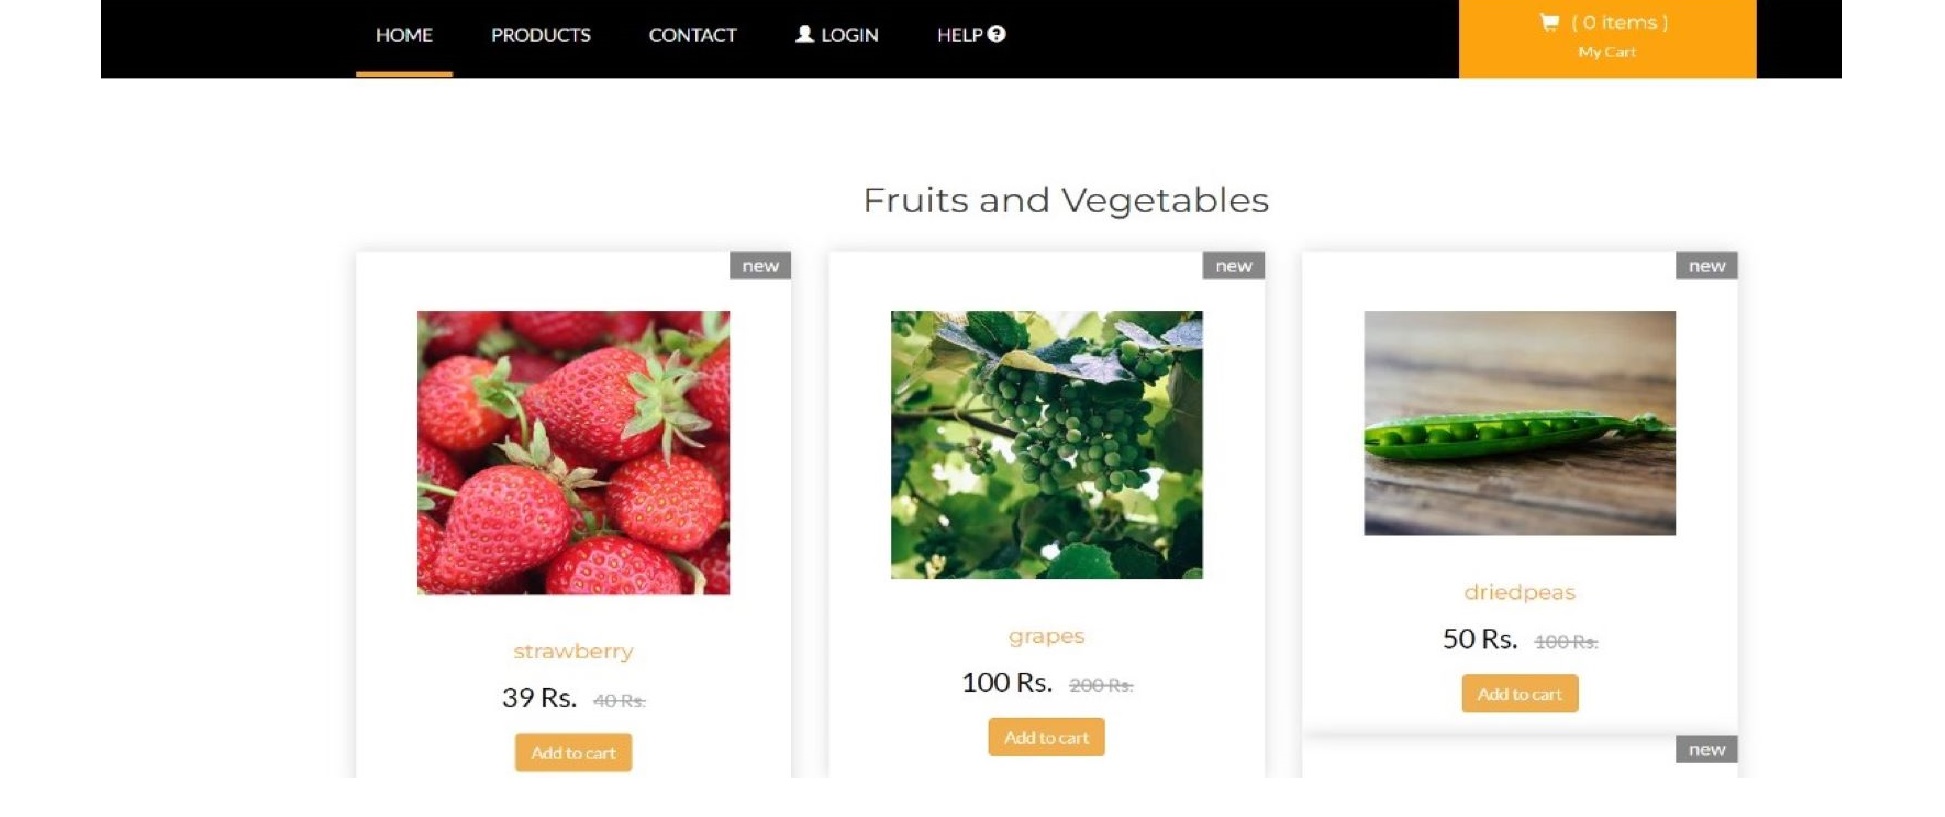 HOME PRODUCTS CONTACT LOGIN HELP
( 0 items )
My Cart
Fruits and Vegetables
new new new
strawberry
39 Rs. 40 Rs.
Add to cart
grapes
100 Rs. 200 Rs.
Add to cart
driedpeas
50 Rs. 100 Rs.
Add to cart
new